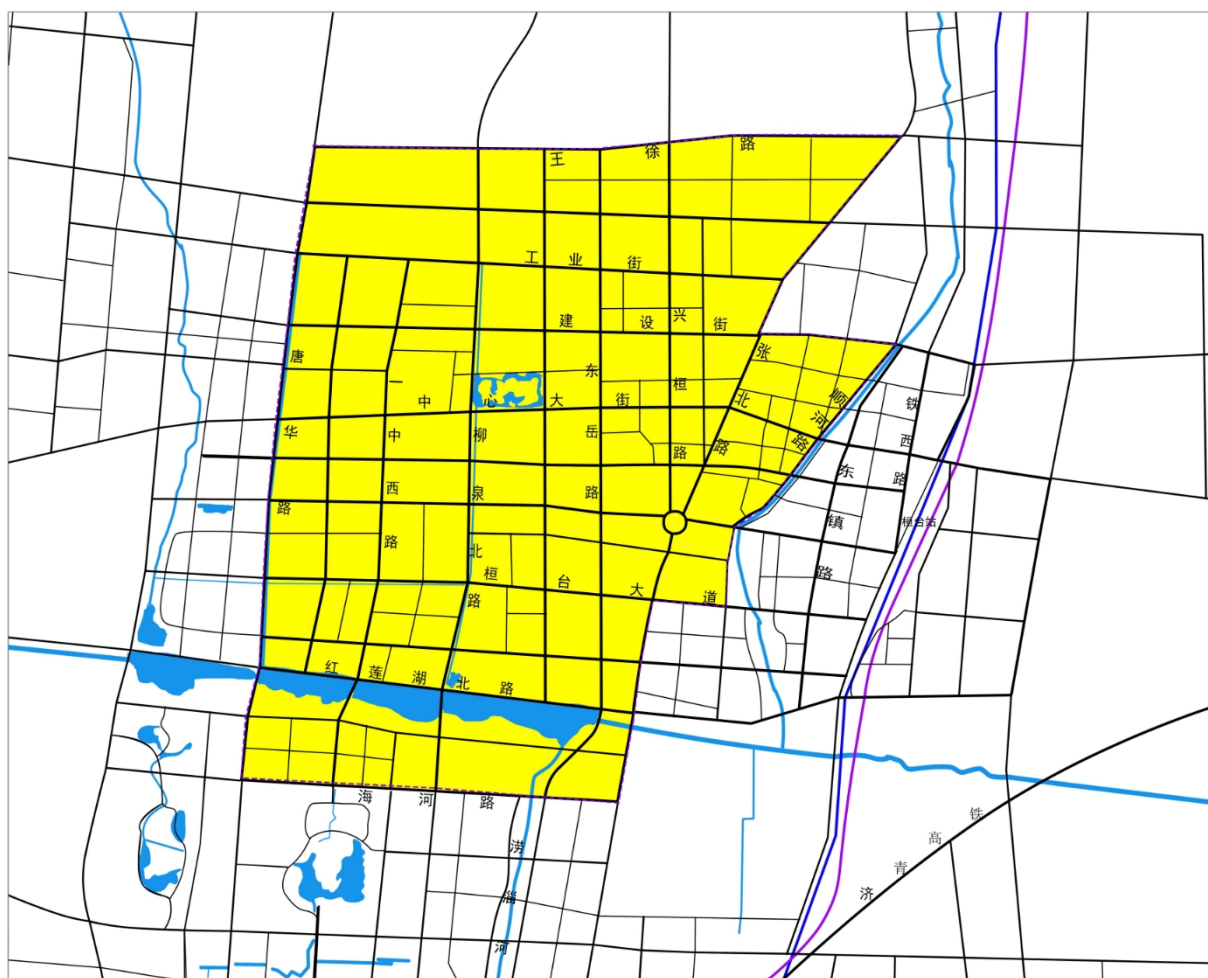 王徐路
工业街
建设街
兴桓路
唐华路
东岳路
张北路
顺河路
一中西路
中心大街
铁西路
柳泉北路
东镇路
桓台站
桓台大道
红莲湖北路
海河路
涝淄河
济青高铁